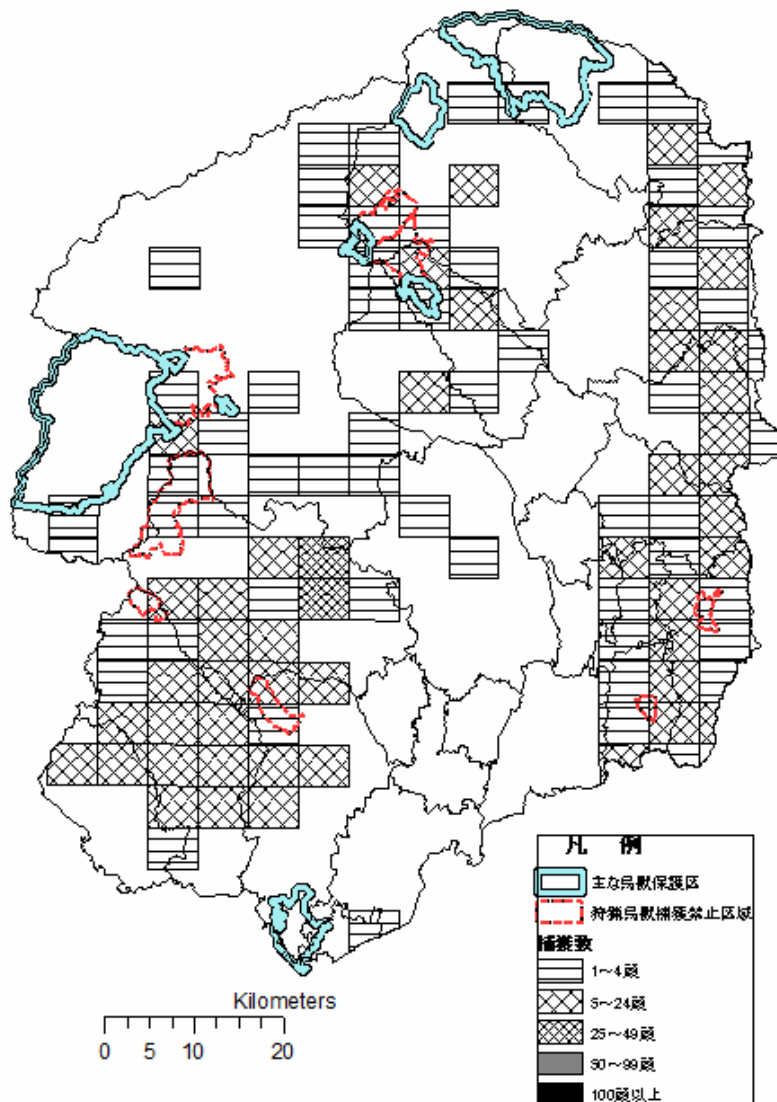 凡 例
主な鳥獣保護区
狩猟鳥獣捕獲禁止区域
捕獲数
1～4頭
5～24頭
25～49頭
50～99頭
100頭以上
Kilometers
0 5 10 20